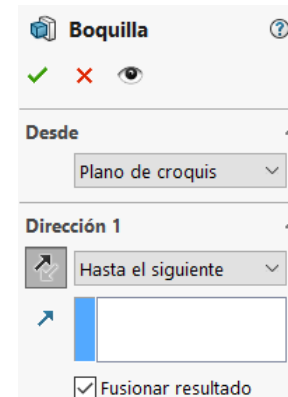 Boquilla
Desde
Plano de croquis
Dirección 1
Hasta el siguiente
Fusionar resultado